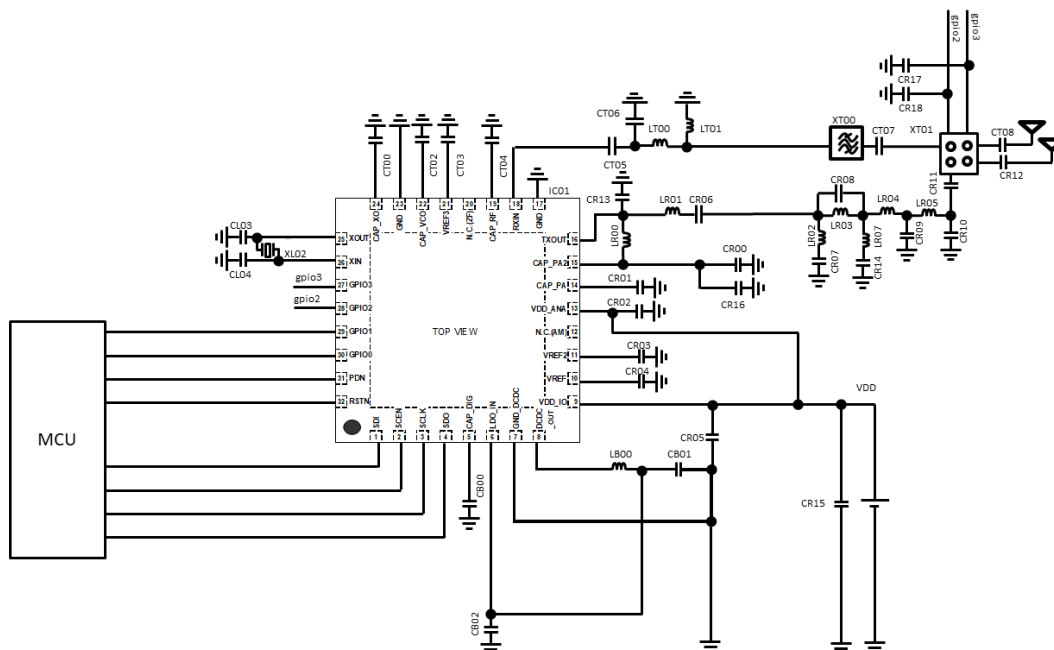 gpio2
gpio3
CR17
CR18
XT00
CT07
XT01
CT08
CR12
CR11
CT06
LT00
LT01
CT05
CT00
CT02
CT03
CT04
CR13
IC01
LR01
CR06
CR08
LR03
LR04
LR05
LR02
CR07
LR07
CR14
CR09
CR10
LR00
24
23
22
21
20
19
18
17
CAP_XO
GND
CAP_VCO
VREF3
N.C.(ZF)
CAP_RF
RXIN
GND
CL03
XL02
CL04
gpio3
gpio2
25 XOUT
26 XIN
27 GPIO3
28 GPIO2
29 GPIO1
30 GPIO0
31 PDN
32 RSTN
TOP VIEW
TXOUT 16
CAP_PA2 15
CAP_PA 14
VDD_ANA 13
N.C.(AM) 12
VREF2 11
VREF 10
VDD_IO 9
CR00
CR01
CR16
CR02
CR03
CR04
VDD
SDI
SCEN
SCLK
SDO
CAP_DIG
LDO_IN
GND_DCDC
DCDC
_OUT
1
2
3
4
5
6
7
8
MCU
CR05
LB00
CB01
CB00
CR15
CB02